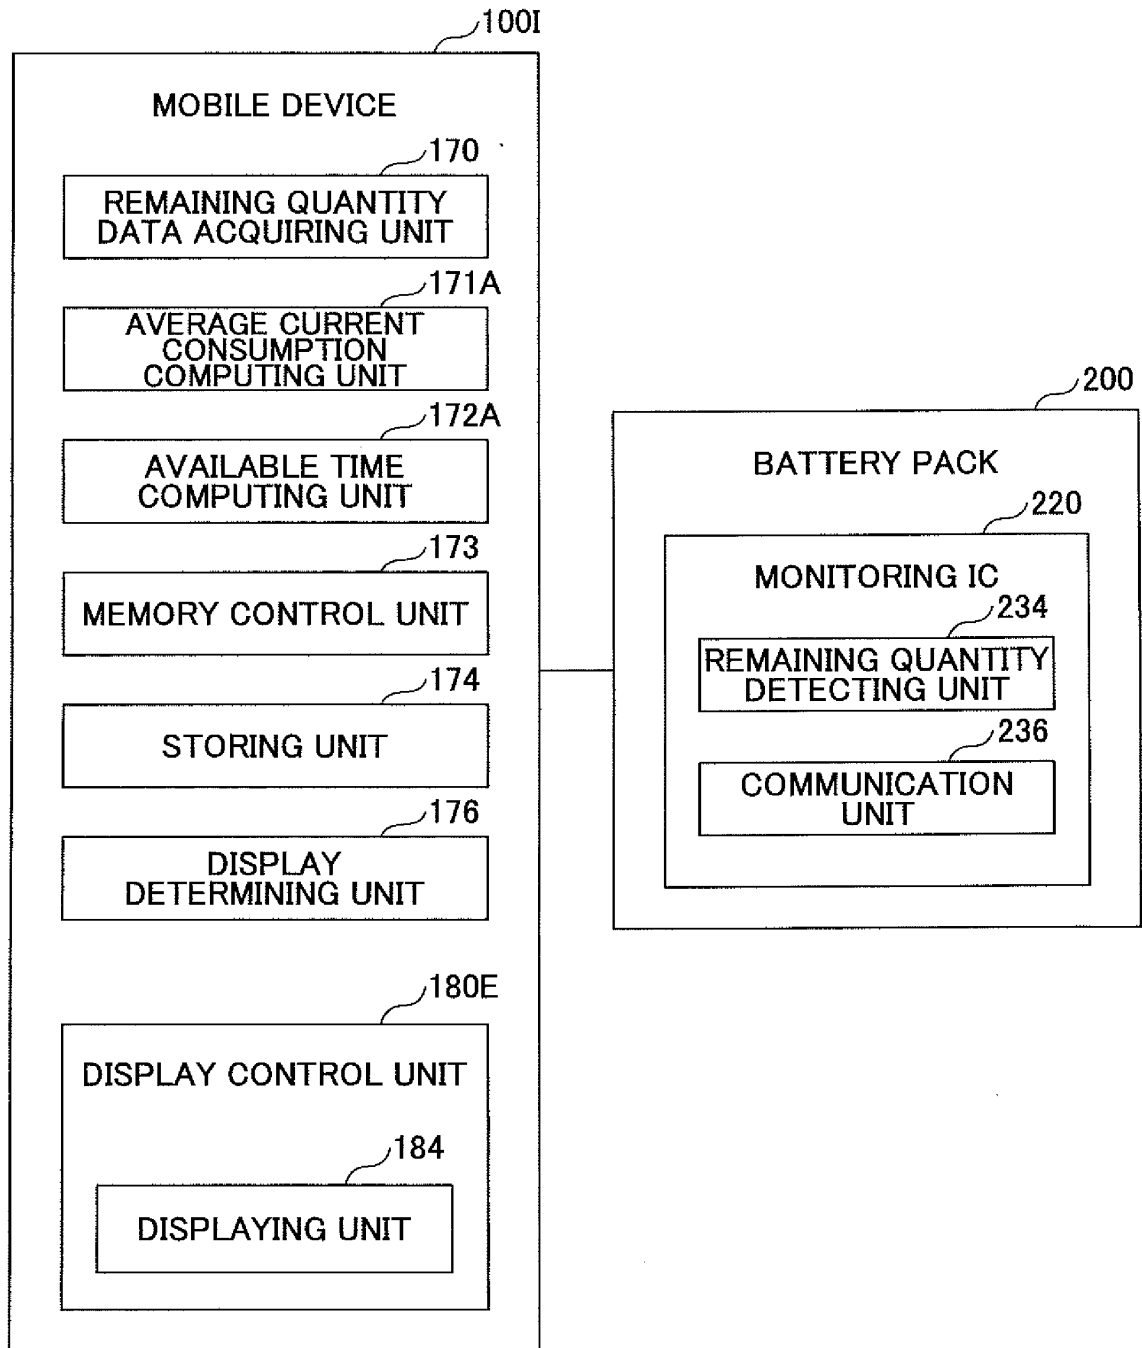 100I
MOBILE DEVICE
170
REMAINING QUANTITY
DATA ACQUIRING UNIT
171A
AVERAGE CURRENT
CONSUMPTION
COMPUTING UNIT
172A
AVAILABLE TIME
COMPUTING UNIT
173
MEMORY CONTROL UNIT
174
STORING UNIT
176
DISPLAY
DETERMINING UNIT
180E
DISPLAY CONTROL UNIT
184
DISPLAYING UNIT
200
BATTERY PACK
220
MONITORING IC
234
REMAINING QUANTITY
DETECTING UNIT
236
COMMUNICATION
UNIT